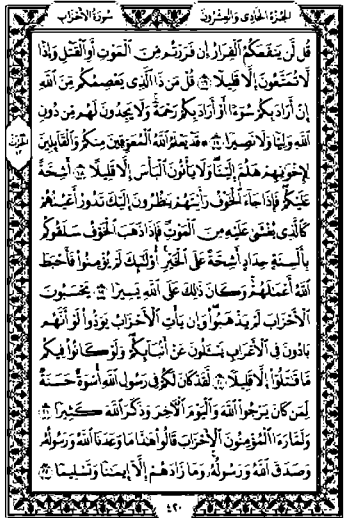 الجزء الحادي والعشرون
سورة الأحزاب
قُل لَّن يَنفَعَكُمُ ٱلْفِرَارُ إِن فَرَرْتُم مِّنَ ٱلْمَوْتِ أَوِ ٱلْقَتْلِ وَإِذًا
لَّا تُمَتَّعُونَ إِلَّا قَلِيلًا ﴿١٦﴾ قُلْ مَن ذَا ٱلَّذِى يَعْصِمُكُم مِّنَ ٱللَّهِ
إِنْ أَرَادَ بِكُمْ سُوٓءًا أَوْ أَرَادَ بِكُمْ رَحْمَةً وَلَا يَجِدُونَ لَهُم مِّن دُونِ
ٱللَّهِ وَلِيًّا وَلَا نَصِيرًا ﴿١٧﴾ ۞ قَدْ يَعْلَمُ ٱللَّهُ ٱلْمُعَوِّقِينَ مِنكُمْ وَٱلْقَآئِلِينَ
لِإِخْوَٰنِهِمْ هَلُمَّ إِلَيْنَا وَلَا يَأْتُونَ ٱلْبَأْسَ إِلَّا قَلِيلًا ﴿١٨﴾ أَشِحَّةً
عَلَيْكُمْ فَإِذَا جَآءَ ٱلْخَوْفُ رَأَيْتَهُمْ يَنظُرُونَ إِلَيْكَ تَدُورُ أَعْيُنُهُمْ
كَٱلَّذِى يُغْشَىٰ عَلَيْهِ مِنَ ٱلْمَوْتِ فَإِذَا ذَهَبَ ٱلْخَوْفُ سَلَقُوكُم
بِأَلْسِنَةٍ حِدَادٍ أَشِحَّةً عَلَى ٱلْخَيْرِ أُو۟لَٰٓئِكَ لَمْ يُؤْمِنُوا۟ فَأَحْبَطَ
ٱللَّهُ أَعْمَٰلَهُمْ وَكَانَ ذَٰلِكَ عَلَى ٱللَّهِ يَسِيرًا ﴿١٩﴾ يَحْسَبُونَ
ٱلْأَحْزَابَ لَمْ يَذْهَبُوا۟ وَإِن يَأْتِ ٱلْأَحْزَابُ يَوَدُّوا۟ لَوْ أَنَّهُم
بَادُونَ فِى ٱلْأَعْرَابِ يَسْـَٔلُونَ عَنْ أَنۢبَآئِكُمْ وَلَوْ كَانُوا۟ فِيكُم
مَّا قَٰتَلُوٓا۟ إِلَّا قَلِيلًا ﴿٢٠﴾ لَّقَدْ كَانَ لَكُمْ فِى رَسُولِ ٱللَّهِ أُسْوَةٌ حَسَنَةٌ
لِّمَن كَانَ يَرْجُوا۟ ٱللَّهَ وَٱلْيَوْمَ ٱلْءَاخِرَ وَذَكَرَ ٱللَّهَ كَثِيرًا ﴿٢١﴾
وَلَمَّا رَءَا ٱلْمُؤْمِنُونَ ٱلْأَحْزَابَ قَالُوا۟ هَٰذَا مَا وَعَدَنَا ٱللَّهُ وَرَسُولُهُۥ
وَصَدَقَ ٱللَّهُ وَرَسُولُهُۥ وَمَا زَادَهُمْ إِلَّآ إِيمَٰنًا وَتَسْلِيمًا ﴿٢٢﴾
٤٢٠